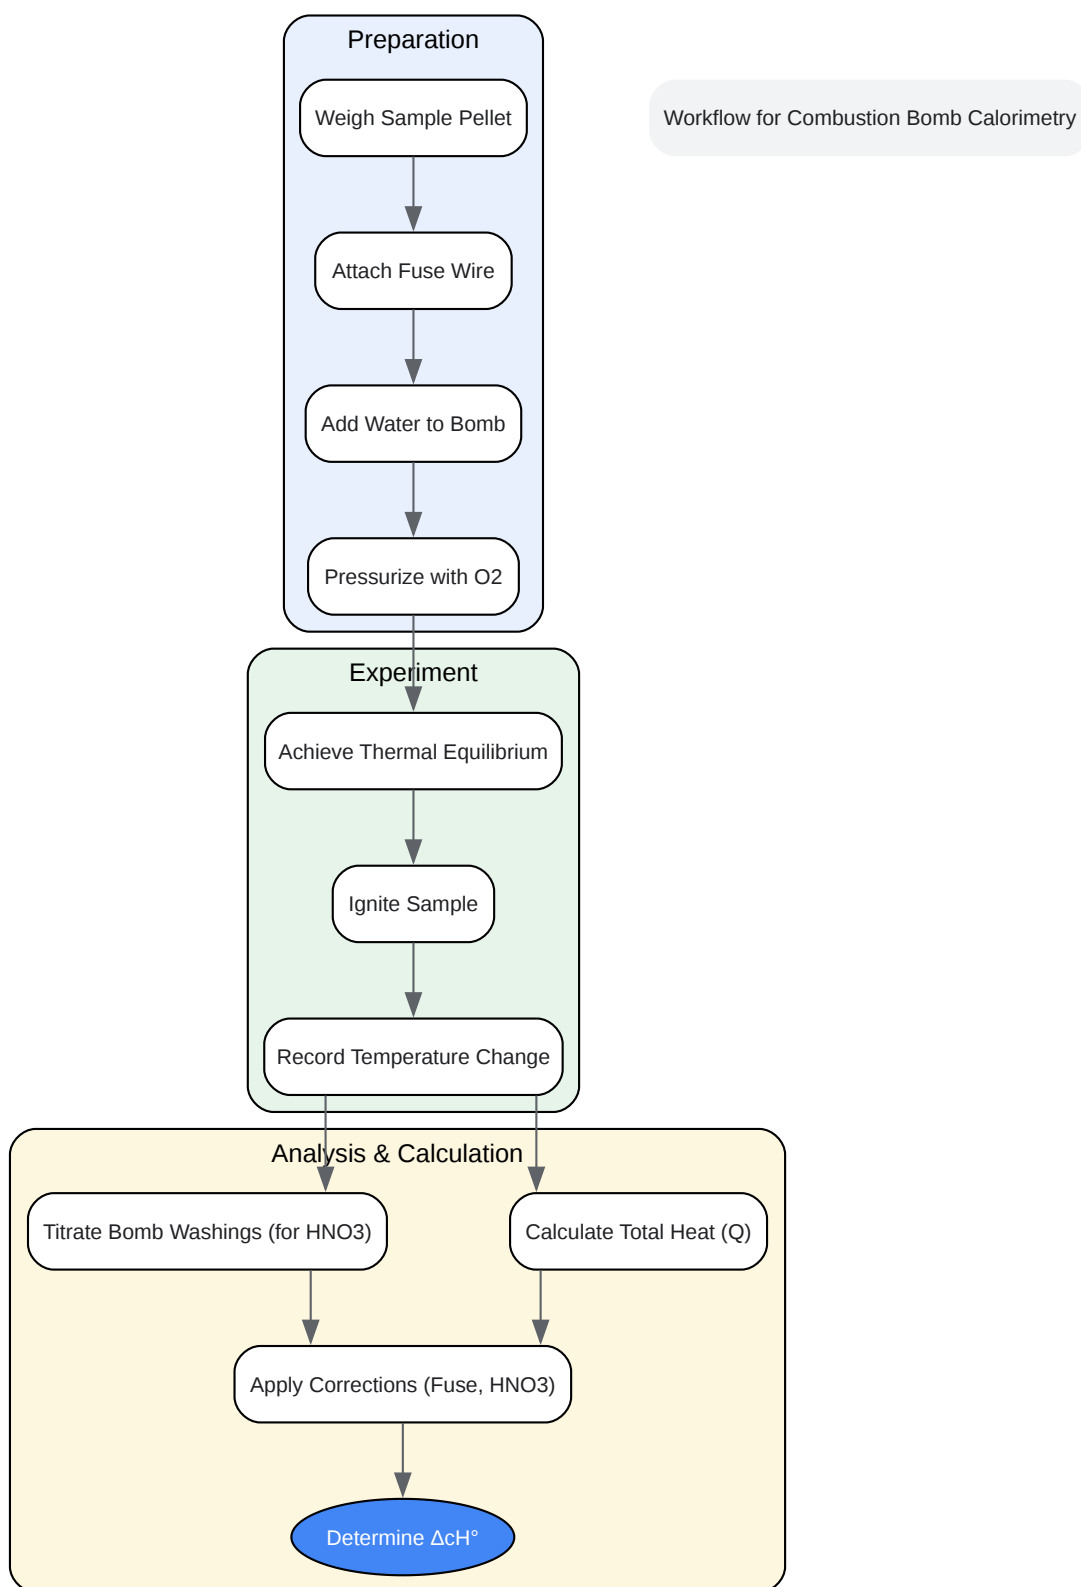 Preparation
Weigh Sample Pellet
Workflow for Combustion Bomb Calorimetry
Attach Fuse Wire
Add Water to Bomb
Pressurize with O2
Experiment
Achieve Thermal Equilibrium
Ignite Sample
Record Temperature Change
Analysis & Calculation
Titrate Bomb Washings (for HNO3)
Calculate Total Heat (Q)
Apply Corrections (Fuse, HNO3)
Determine ΔcH°